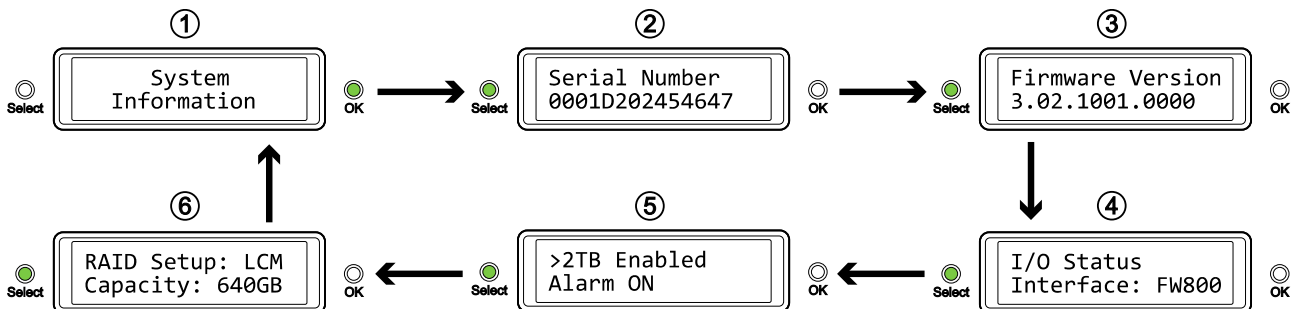 ①
System
Information
Select
OK
②
Serial Number
0001D202454647
Select
OK
③
Firmware Version
3.02.1001.0000
Select
OK
④
I/O Status
Interface: FW800
Select
OK
⑤
>2TB Enabled
Alarm ON
Select
OK
⑥
RAID Setup: LCM
Capacity: 640GB
Select
OK